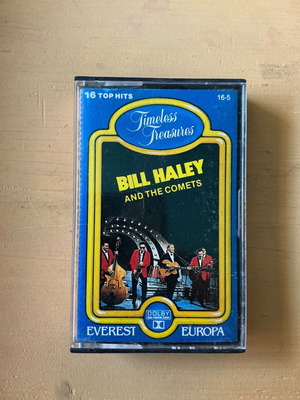 16 TOP HITS 16-5
Timeless
Treasures
BILL HALEY
AND THE COMETS
DOLBY
EVEREST EUROPA